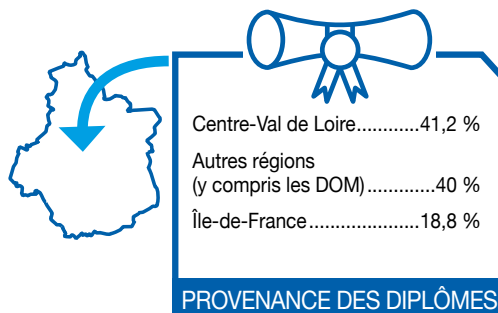 Centre-Val de Loire............41,2 %
Autres régions
(y compris les DOM).............40 %
Île-de-France......................18,8 %
PROVENANCE DES DIPLÔMES